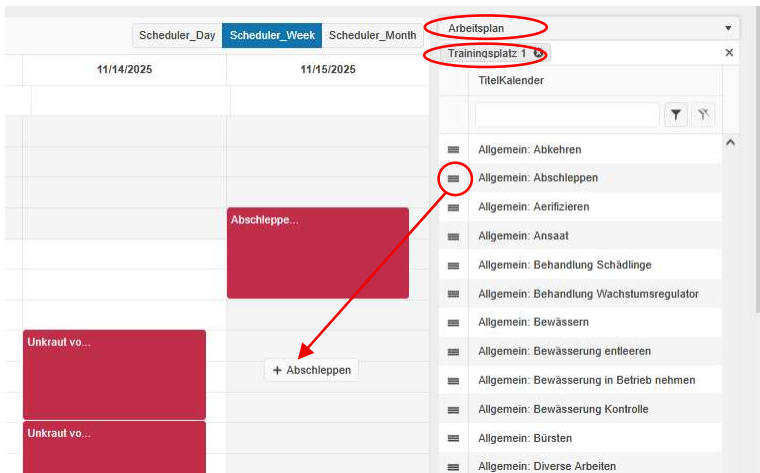 Scheduler_Day Scheduler_Week Scheduler_Month
11/14/2025 11/15/2025
Abschleppe...
Unkraut vo...
+ Abschleppen
Unkraut vo...
Arbeitsplan
Trainingsplatz 1
TitelKalender
Allgemein: Abkehren
Allgemein: Abschleppen
Allgemein: Aerifizieren
Allgemein: Ansaat
Allgemein: Behandlung Schädlinge
Allgemein: Behandlung Wachstumsregulator
Allgemein: Bewässern
Allgemein: Bewässerung entleeren
Allgemein: Bewässerung in Betrieb nehmen
Allgemein: Bewässerung Kontrolle
Allgemein: Bürsten
Allgemein: Diverse Arbeiten